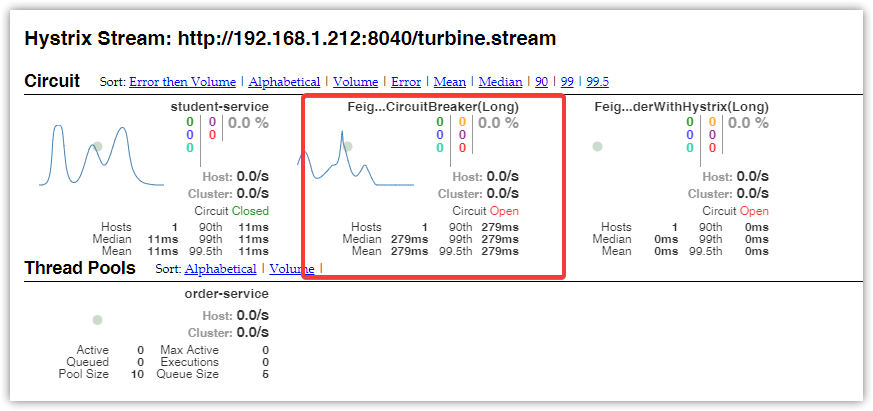 Hystrix Stream: http://192.168.1.212:8040/turbine.stream
Circuit Sort: Error then Volume | Alphabetical | Volume | Error | Mean | Median | 90 | 99 | 99.5
student-service
0 0 0.0 %
0 0
0
Host: 0.0/s
Cluster: 0.0/s
Circuit Closed
Hosts 1 90th 11ms
Median 11ms 99th 11ms
Mean 11ms 99.5th 11ms
Feig...CircuitBreaker(Long)
0 0 0.0 %
0 0
0 0
Host: 0.0/s
Cluster: 0.0/s
Circuit Open
Hosts 1 90th 279ms
Median 279ms 99th 279ms
Mean 279ms 99.5th 279ms
Feig...derWithHystrix(Long)
0 0 0.0 %
0 0
0 0
Host: 0.0/s
Cluster: 0.0/s
Circuit Open
Hosts 1 90th 0ms
Median 0ms 99th 0ms
Mean 0ms 99.5th 0ms
Thread Pools Sort: Alphabetical | Volume |
order-service
Host: 0.0/s
Cluster: 0.0/s
Active 0 Max Active 0
Queued 0 Executions 0
Pool Size 10 Queue Size 5